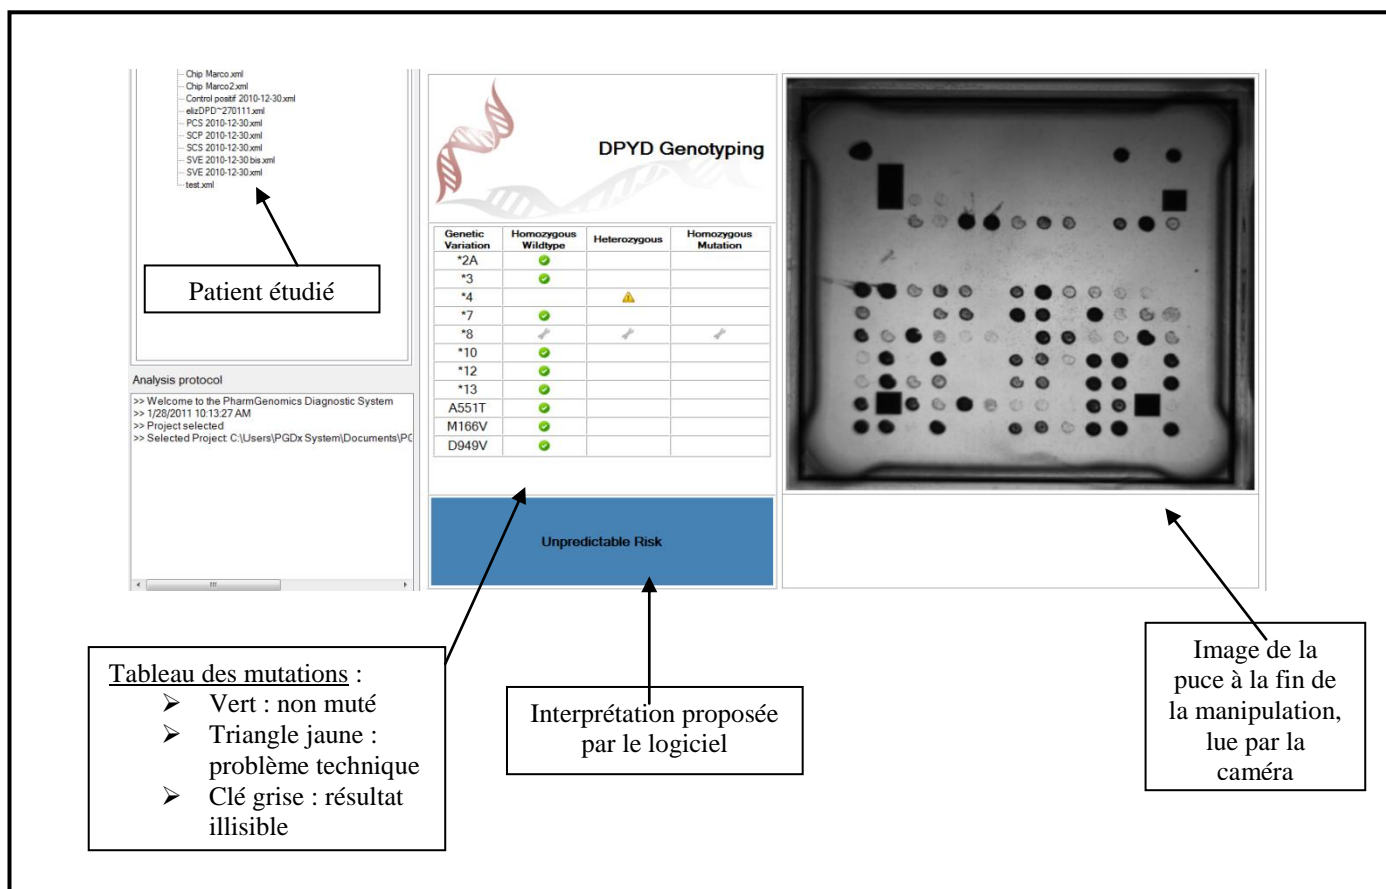 Chip Marco.xml
Chip Marco2.xml
Control positif 2010-12-30.xml
elizDPD~270111.xml
PCS 2010-12-30.xml
SCP 2010-12-30.xml
SCS 2010-12-30.xml
SVE 2010-12-30 bis.xml
SVE 2010-12-30.xml
test.xml
Patient étudié
Analysis protocol
>> Welcome to the PharmGenomics Diagnostic System
>> 1/28/2011 10:13:27 AM
>> Project selected
>> Selected Project: C:\Users\PGDx System\Documents\PG
DPYD Genotyping
Genetic Variation Homozygous Wildtype Heterozygous Homozygous Mutation
*2A
*3
*4
*7
*8
*10
*12
*13
A551T
M166V
D949V
Unpredictable Risk
Tableau des mutations :
➢ Vert : non muté
➢ Triangle jaune :
problème technique
➢ Clé grise : résultat
illisible
Interprétation proposée
par le logiciel
Image de la
puce à la fin de
la manipulation,
lue par la
caméra